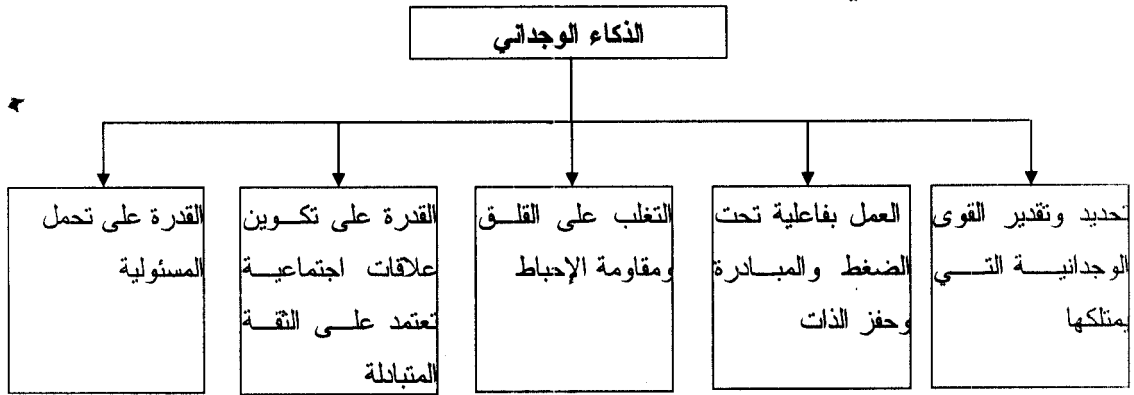 الذكاء الوجداني
تحديد وتقدير القوى
الوجدانية التي
يمتلكها
العمل بفاعلية تحت
الضغط والمبادرة
وحفز الذات
التغلب على القلق
ومقاومة الإحباط
القدرة على تكوين
علاقات اجتماعية
تعتمد على الثقة
المتبادلة
القدرة على تحمل
المسئولية